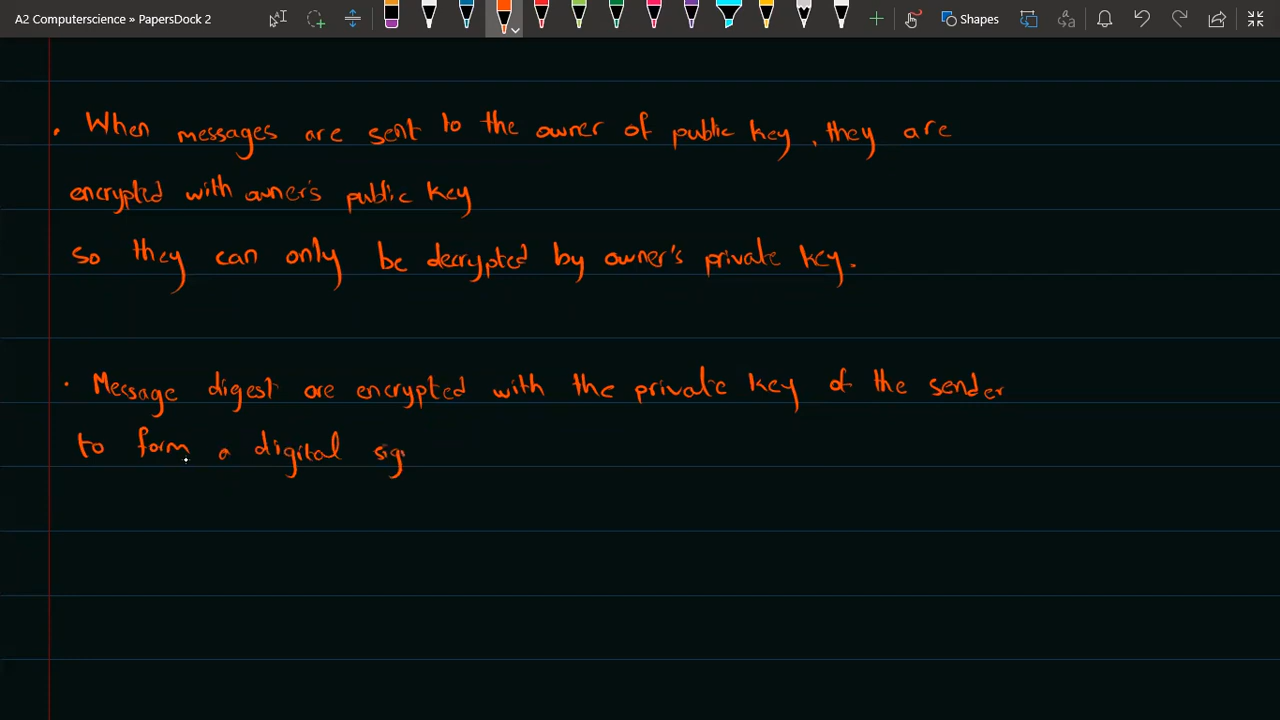 A2 Computerscience » PapersDock 2
Shapes
• When messages are sent to the owner of public key, they are
encrypted with owner's public key
so they can only be decrypted by owner's private key.
• Message digest are encrypted with the private key of the sender
to form a digital sig